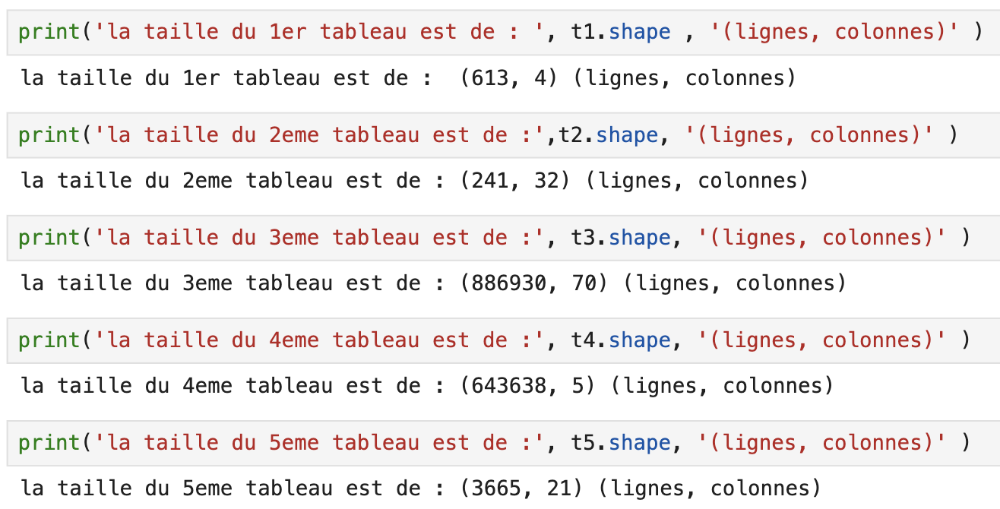 print('la taille du 1er tableau est de : ', t1.shape , '(lignes, colonnes)' )
la taille du 1er tableau est de :  (613, 4) (lignes, colonnes)
print('la taille du 2eme tableau est de :',t2.shape, '(lignes, colonnes)' )
la taille du 2eme tableau est de : (241, 32) (lignes, colonnes)
print('la taille du 3eme tableau est de :', t3.shape, '(lignes, colonnes)' )
la taille du 3eme tableau est de : (886930, 70) (lignes, colonnes)
print('la taille du 4eme tableau est de :', t4.shape, '(lignes, colonnes)' )
la taille du 4eme tableau est de : (643638, 5) (lignes, colonnes)
print('la taille du 5eme tableau est de :', t5.shape, '(lignes, colonnes)' )
la taille du 5eme tableau est de : (3665, 21) (lignes, colonnes)